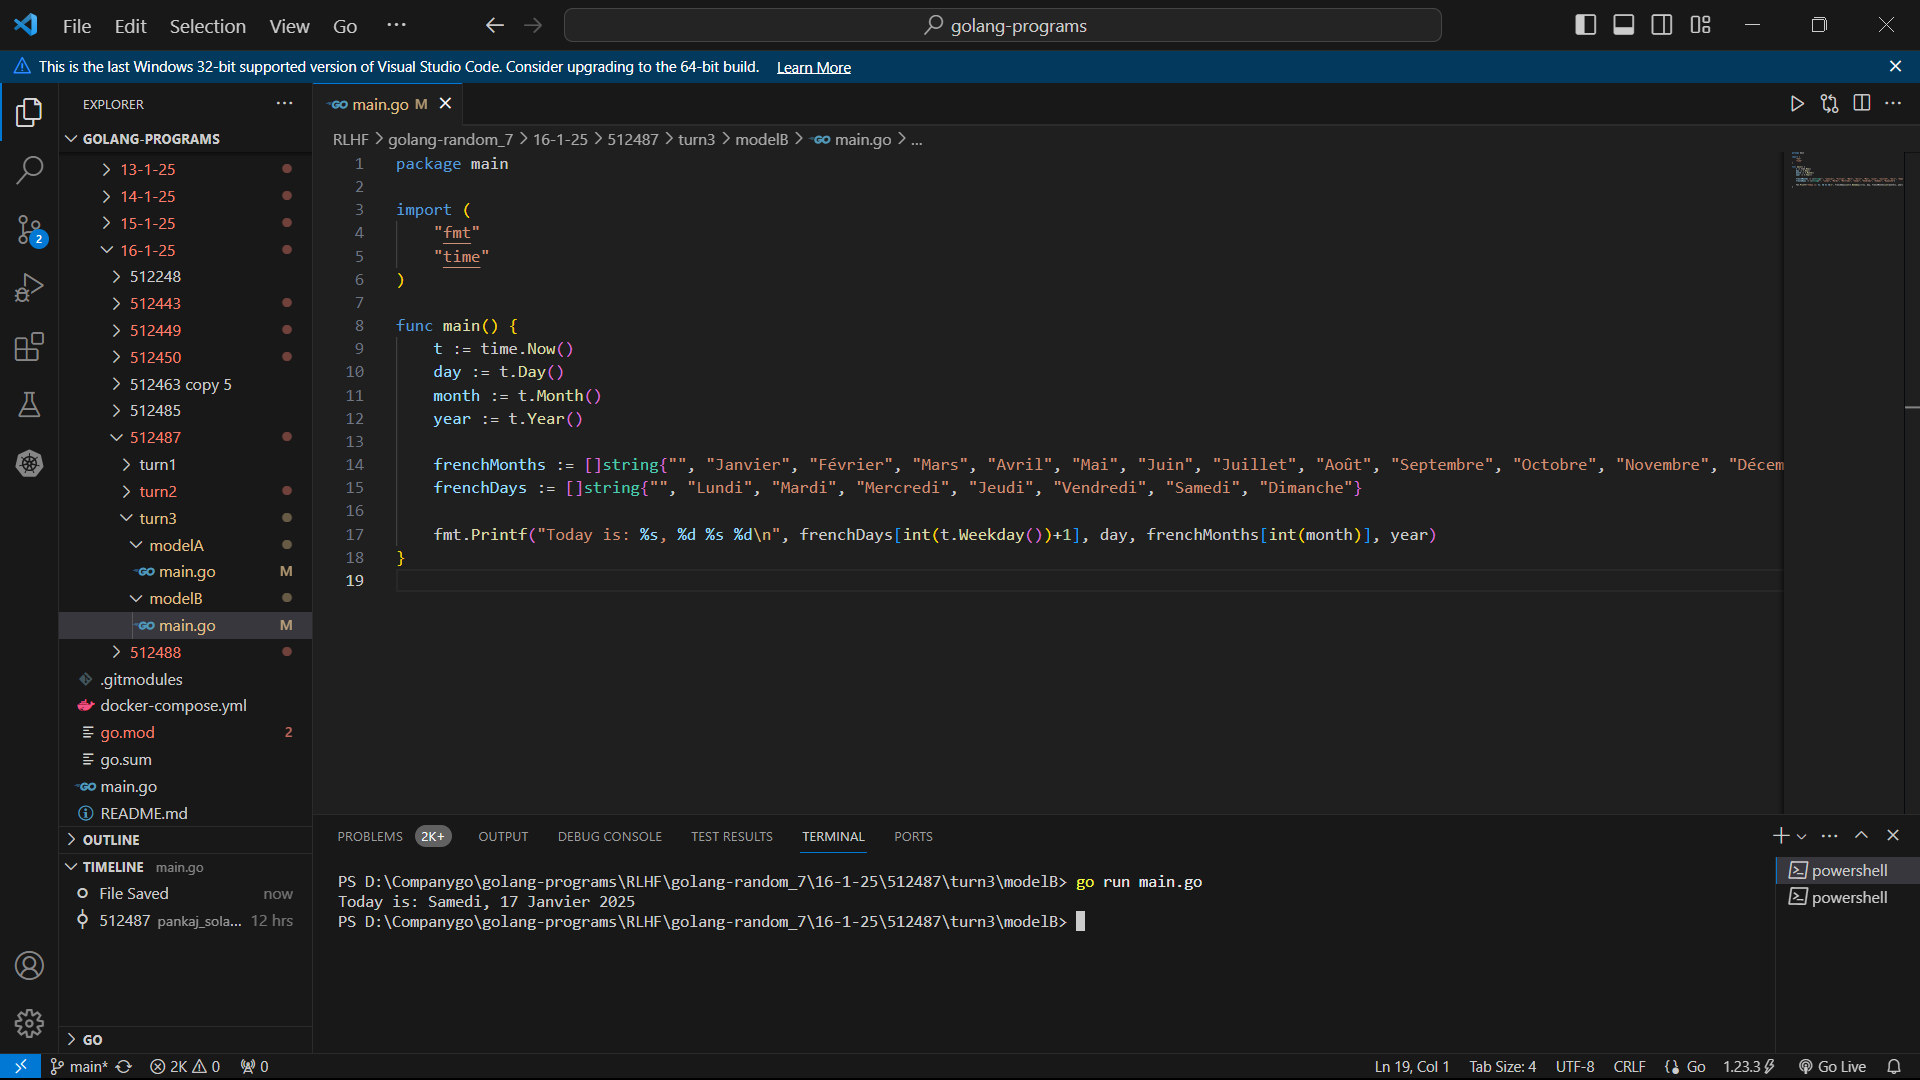 File Edit Selection View Go ··· golang-programs
This is the last Windows 32-bit supported version of Visual Studio Code. Consider upgrading to the 64-bit build. Learn More
EXPLORER
GOLANG-PROGRAMS
13-1-25
14-1-25
15-1-25
16-1-25
512248
512443
512449
512450
512463 copy 5
512485
512487
turn1
turn2
turn3
modelA
main.go M
modelB
main.go M
512488
.gitmodules
docker-compose.yml
go.mod 2
go.sum
main.go
README.md
OUTLINE
TIMELINE main.go
File Saved now
512487 pankaj_sola... 12 hrs
GO
2
main.go M
RLHF > golang-random_7 > 16-1-25 > 512487 > turn3 > modelB > main.go > ...
1 package main
2
3 import (
4 "fmt"
5 "time"
6 )
7
8 func main() {
9 t := time.Now()
10 day := t.Day()
11 month := t.Month()
12 year := t.Year()
13
14 frenchMonths := []string{"", "Janvier", "Février", "Mars", "Avril", "Mai", "Juin", "Juillet", "Août", "Septembre", "Octobre", "Novembre", "Décem
15 frenchDays := []string{"", "Lundi", "Mardi", "Mercredi", "Jeudi", "Vendredi", "Samedi", "Dimanche"}
16
17 fmt.Printf("Today is: %s, %d %s %d\n", frenchDays[int(t.Weekday())+1], day, frenchMonths[int(month)], year)
18 }
19
PROBLEMS 2K+ OUTPUT DEBUG CONSOLE TEST RESULTS TERMINAL PORTS
PS D:\Companygo\golang-programs\RLHF\golang-random_7\16-1-25\512487\turn3\modelB> go run main.go
Today is: Samedi, 17 Janvier 2025
PS D:\Companygo\golang-programs\RLHF\golang-random_7\16-1-25\512487\turn3\modelB>
powershell
powershell
main* 2K 0 0 Ln 19, Col 1 Tab Size: 4 UTF-8 CRLF Go 1.23.3 Go Live